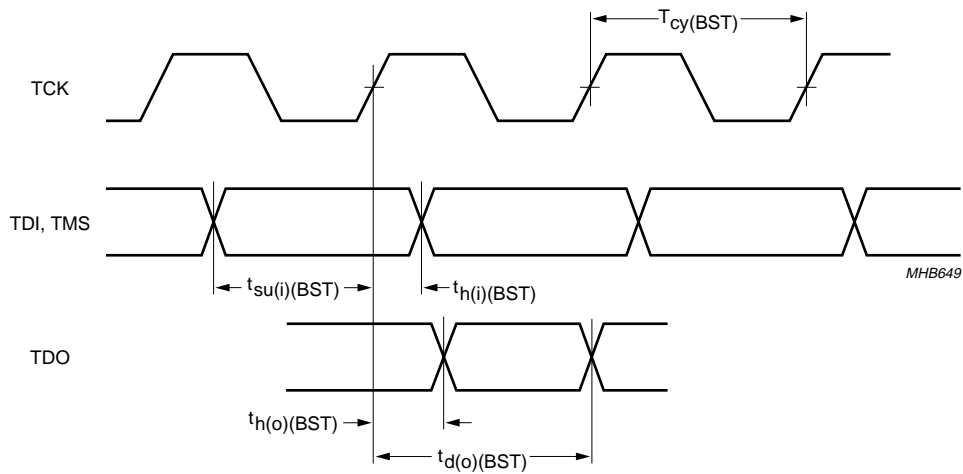 Tcy(BST)
TCK
TDI, TMS
MHB649
tsu(i)(BST)
th(i)(BST)
TDO
th(o)(BST)
td(o)(BST)